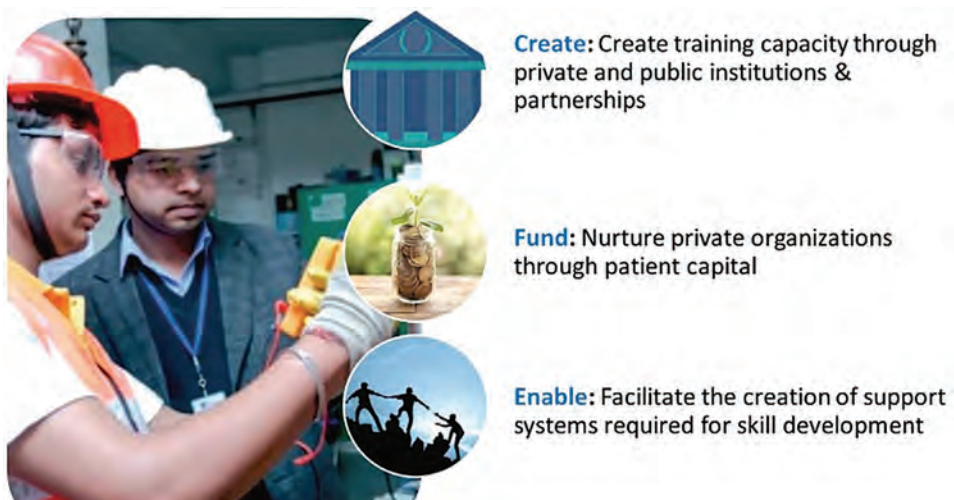 Create: Create training capacity through
private and public institutions &
partnerships
Fund: Nurture private organizations
through patient capital
Enable: Facilitate the creation of support
systems required for skill development